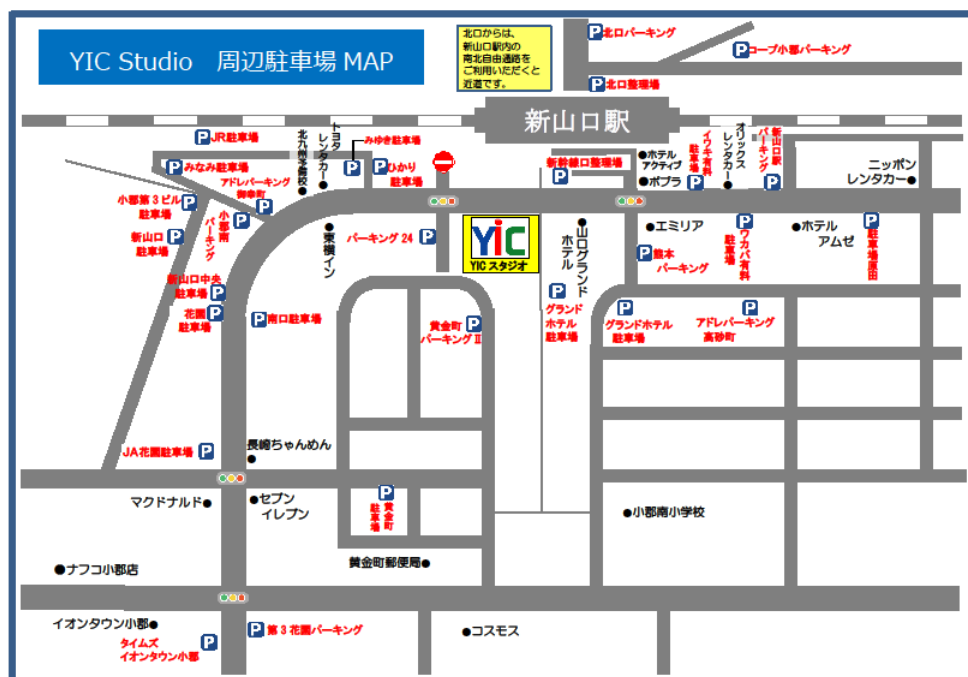 YIC Studio 周辺駐車場 MAP
北口からは、
新山口駅内の
南北自由通路を
ご利用いただくと
近道です。
P 北口パーキング
P コープ小郡パーキング
P 北口整理場
新山口駅
P JR駐車場
北九州予備校●
トヨタ
レンタカー●
P みゆき駐車場
P ひかり
駐車場
P みなみ駐車場
アドレパーキング
御幸町
P
新幹線口整理場
P
●ホテル
アクティブ
●ポプラ
イワキ有料
駐車場
P
オリックス
レンタカー●
新山口駅
パーキング
P
ニッポン
レンタカー●
小郡第3ビル
駐車場
小郡南
パーキング
P
新山口
駐車場
P
●東横イン
パーキング24 P
YIC
YICスタジオ
●山口グランド
ホテル
●エミリア
P 熊本
パーキング
P
ワカバ有料
駐車場
●ホテル
アムゼ
P
駐車場原田
新山口中央
駐車場 P
花園 P
駐車場
P 南口駐車場
黄金町 P
パーキングⅡ
P
グランド
ホテル
駐車場
P
グランドホテル
駐車場
P
アドレパーキング
高砂町
JA花園駐車場 P
長崎ちゃんめん
●
マクドナルド●
●セブン
イレブン
P
黄金町
駐車場
●小郡南小学校
黄金町郵便局●
●ナフコ小郡店
イオンタウン小郡●
タイムズ P
イオンタウン小郡
P 第3花園パーキング
●コスモス